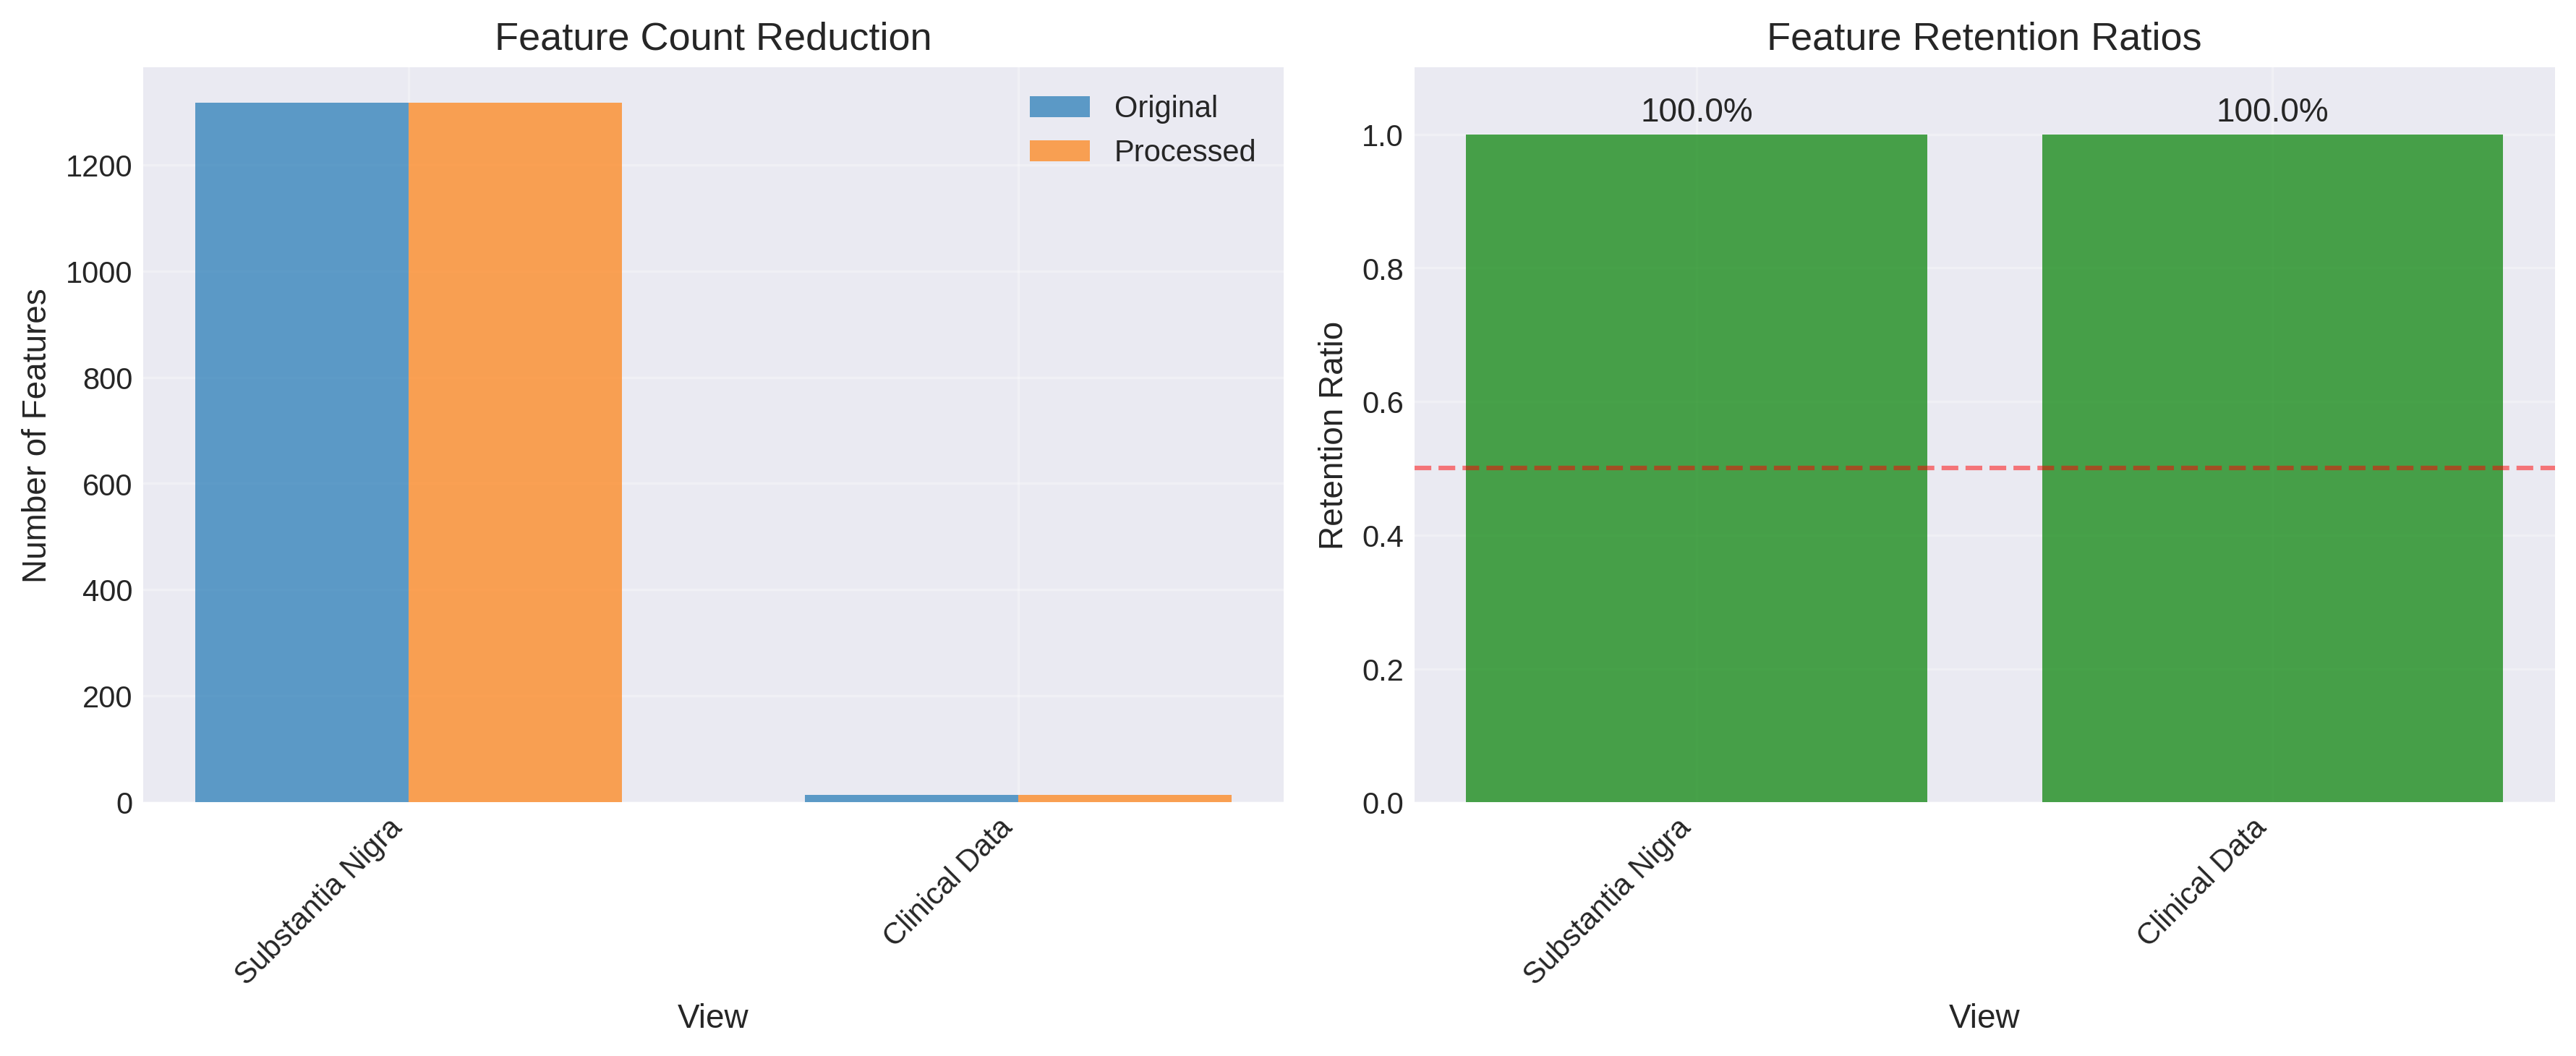 Feature Count Reduction
Number of Features
1200
1000
800
600
400
200
0
Original
Processed
Substantia Nigra
Clinical Data
View
Feature Retention Ratios
Retention Ratio
1.0
0.8
0.6
0.4
0.2
0.0
100.0%
100.0%
Substantia Nigra
Clinical Data
View